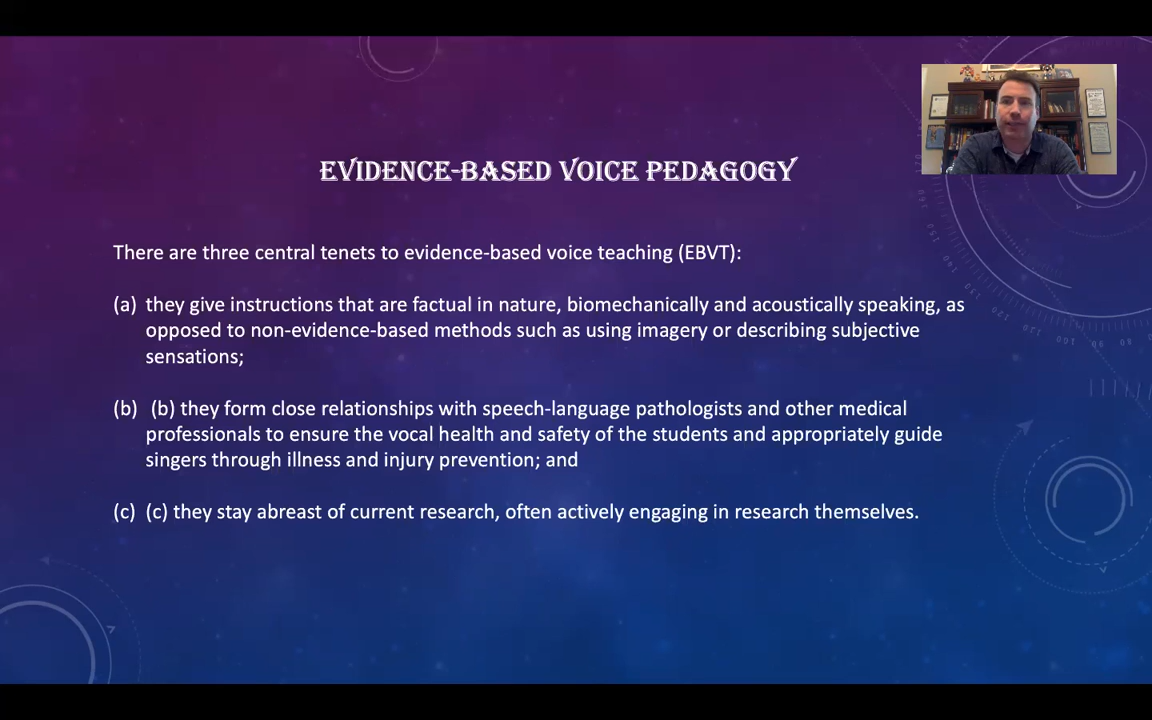 EVIDENCE-BASED VOICE PEDAGOGY
There are three central tenets to evidence-based voice teaching (EBVT):
(a) they give instructions that are factual in nature, biomechanically and acoustically speaking, as
opposed to non-evidence-based methods such as using imagery or describing subjective
sensations;
(b) (b) they form close relationships with speech-language pathologists and other medical
professionals to ensure the vocal health and safety of the students and appropriately guide
singers through illness and injury prevention; and
(c) (c) they stay abreast of current research, often actively engaging in research themselves.